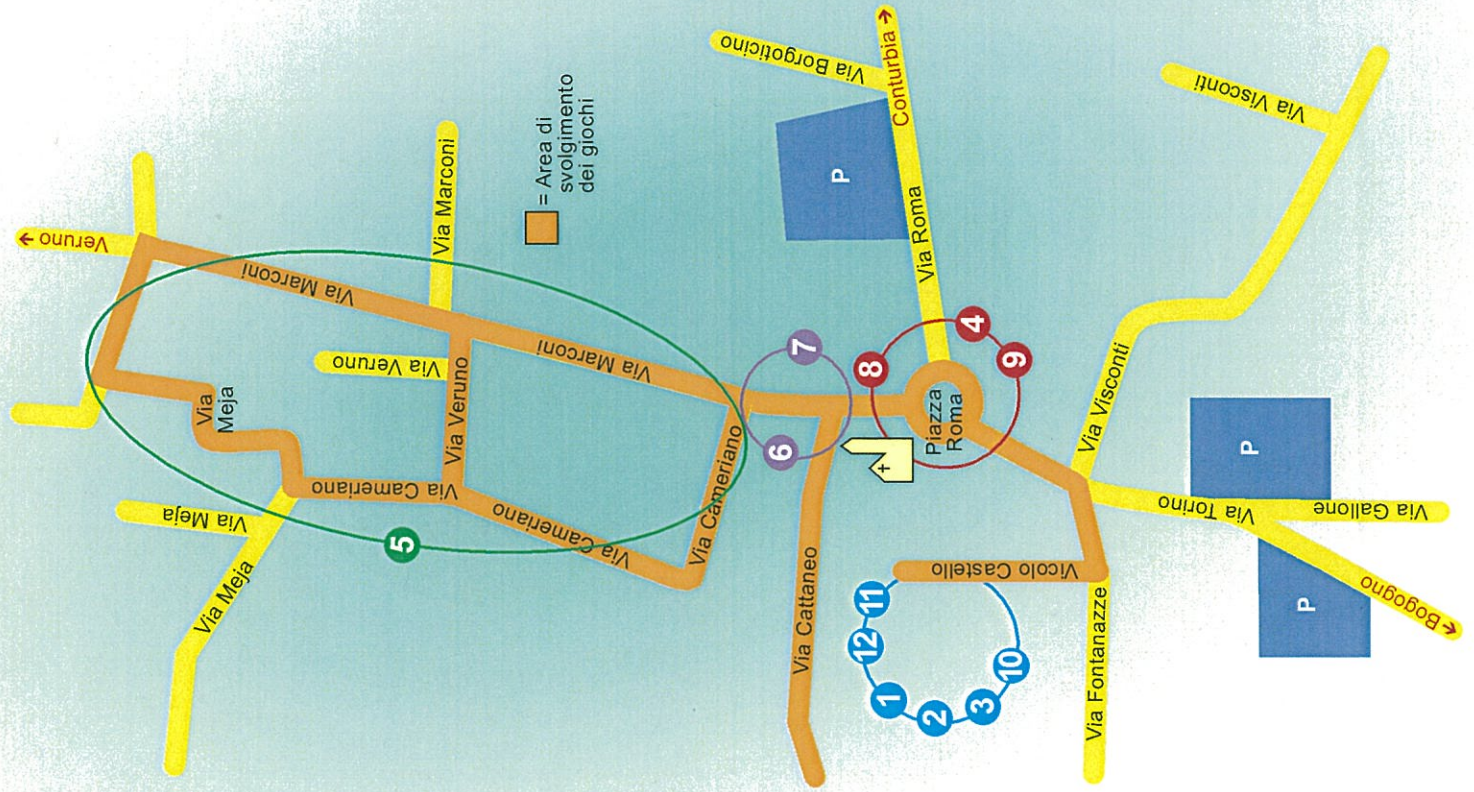 Veruno
Via Marconi
Via Marconi
Via Veruno
Via Marconi
Via
Meja
Via Veruno
Via Meja
Via Cameriano
Via Meja
Via Cameriano
Via Cameriano
5
= Area di
svolgimento
dei giochi
Via Borgoticino
Conturbia
P
Via Roma
7
6
8
4
9
Piazza
Roma
Via Cattaneo
Vicolo Castello
11
12
1
2
3
10
Via Fontanazze
Via Visconti
Via Visconti
Via Torino
Via Gallone
P
P
Bogogno